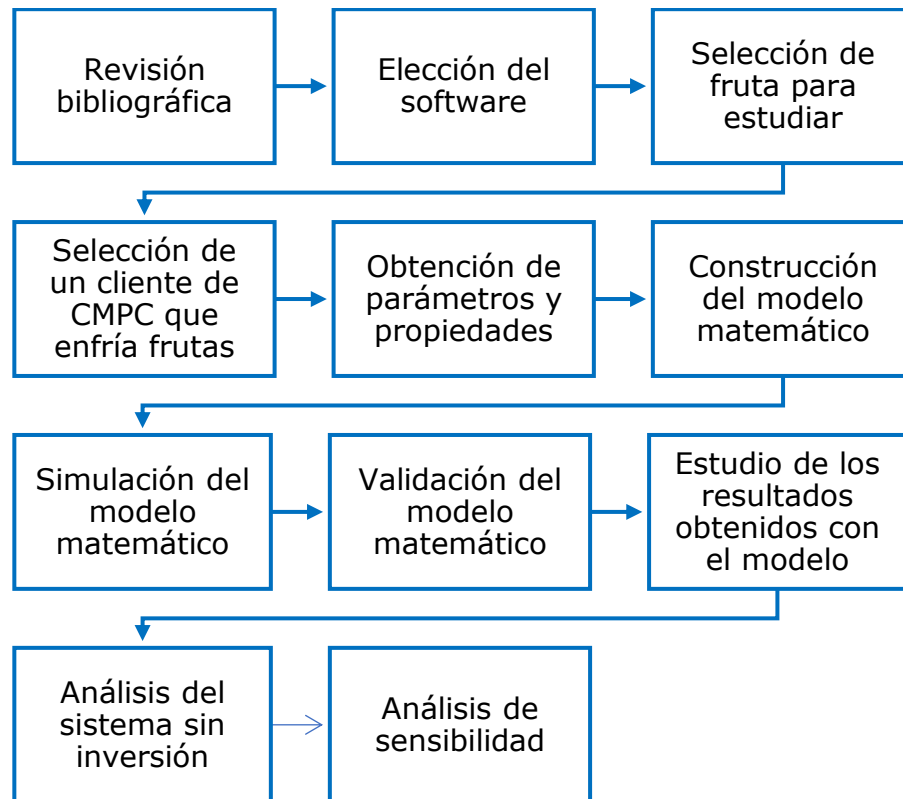 Revisión
bibliográfica
Elección del
software
Selección de
fruta para
estudiar
Selección de
un cliente de
CMPC que
enfría frutas
Obtención de
parámetros y
propiedades
Construcción
del modelo
matemático
Simulación del
modelo
matemático
Validación del
modelo
matemático
Estudio de los
resultados
obtenidos con
el modelo
Análisis del
sistema sin
inversión
Análisis de
sensibilidad